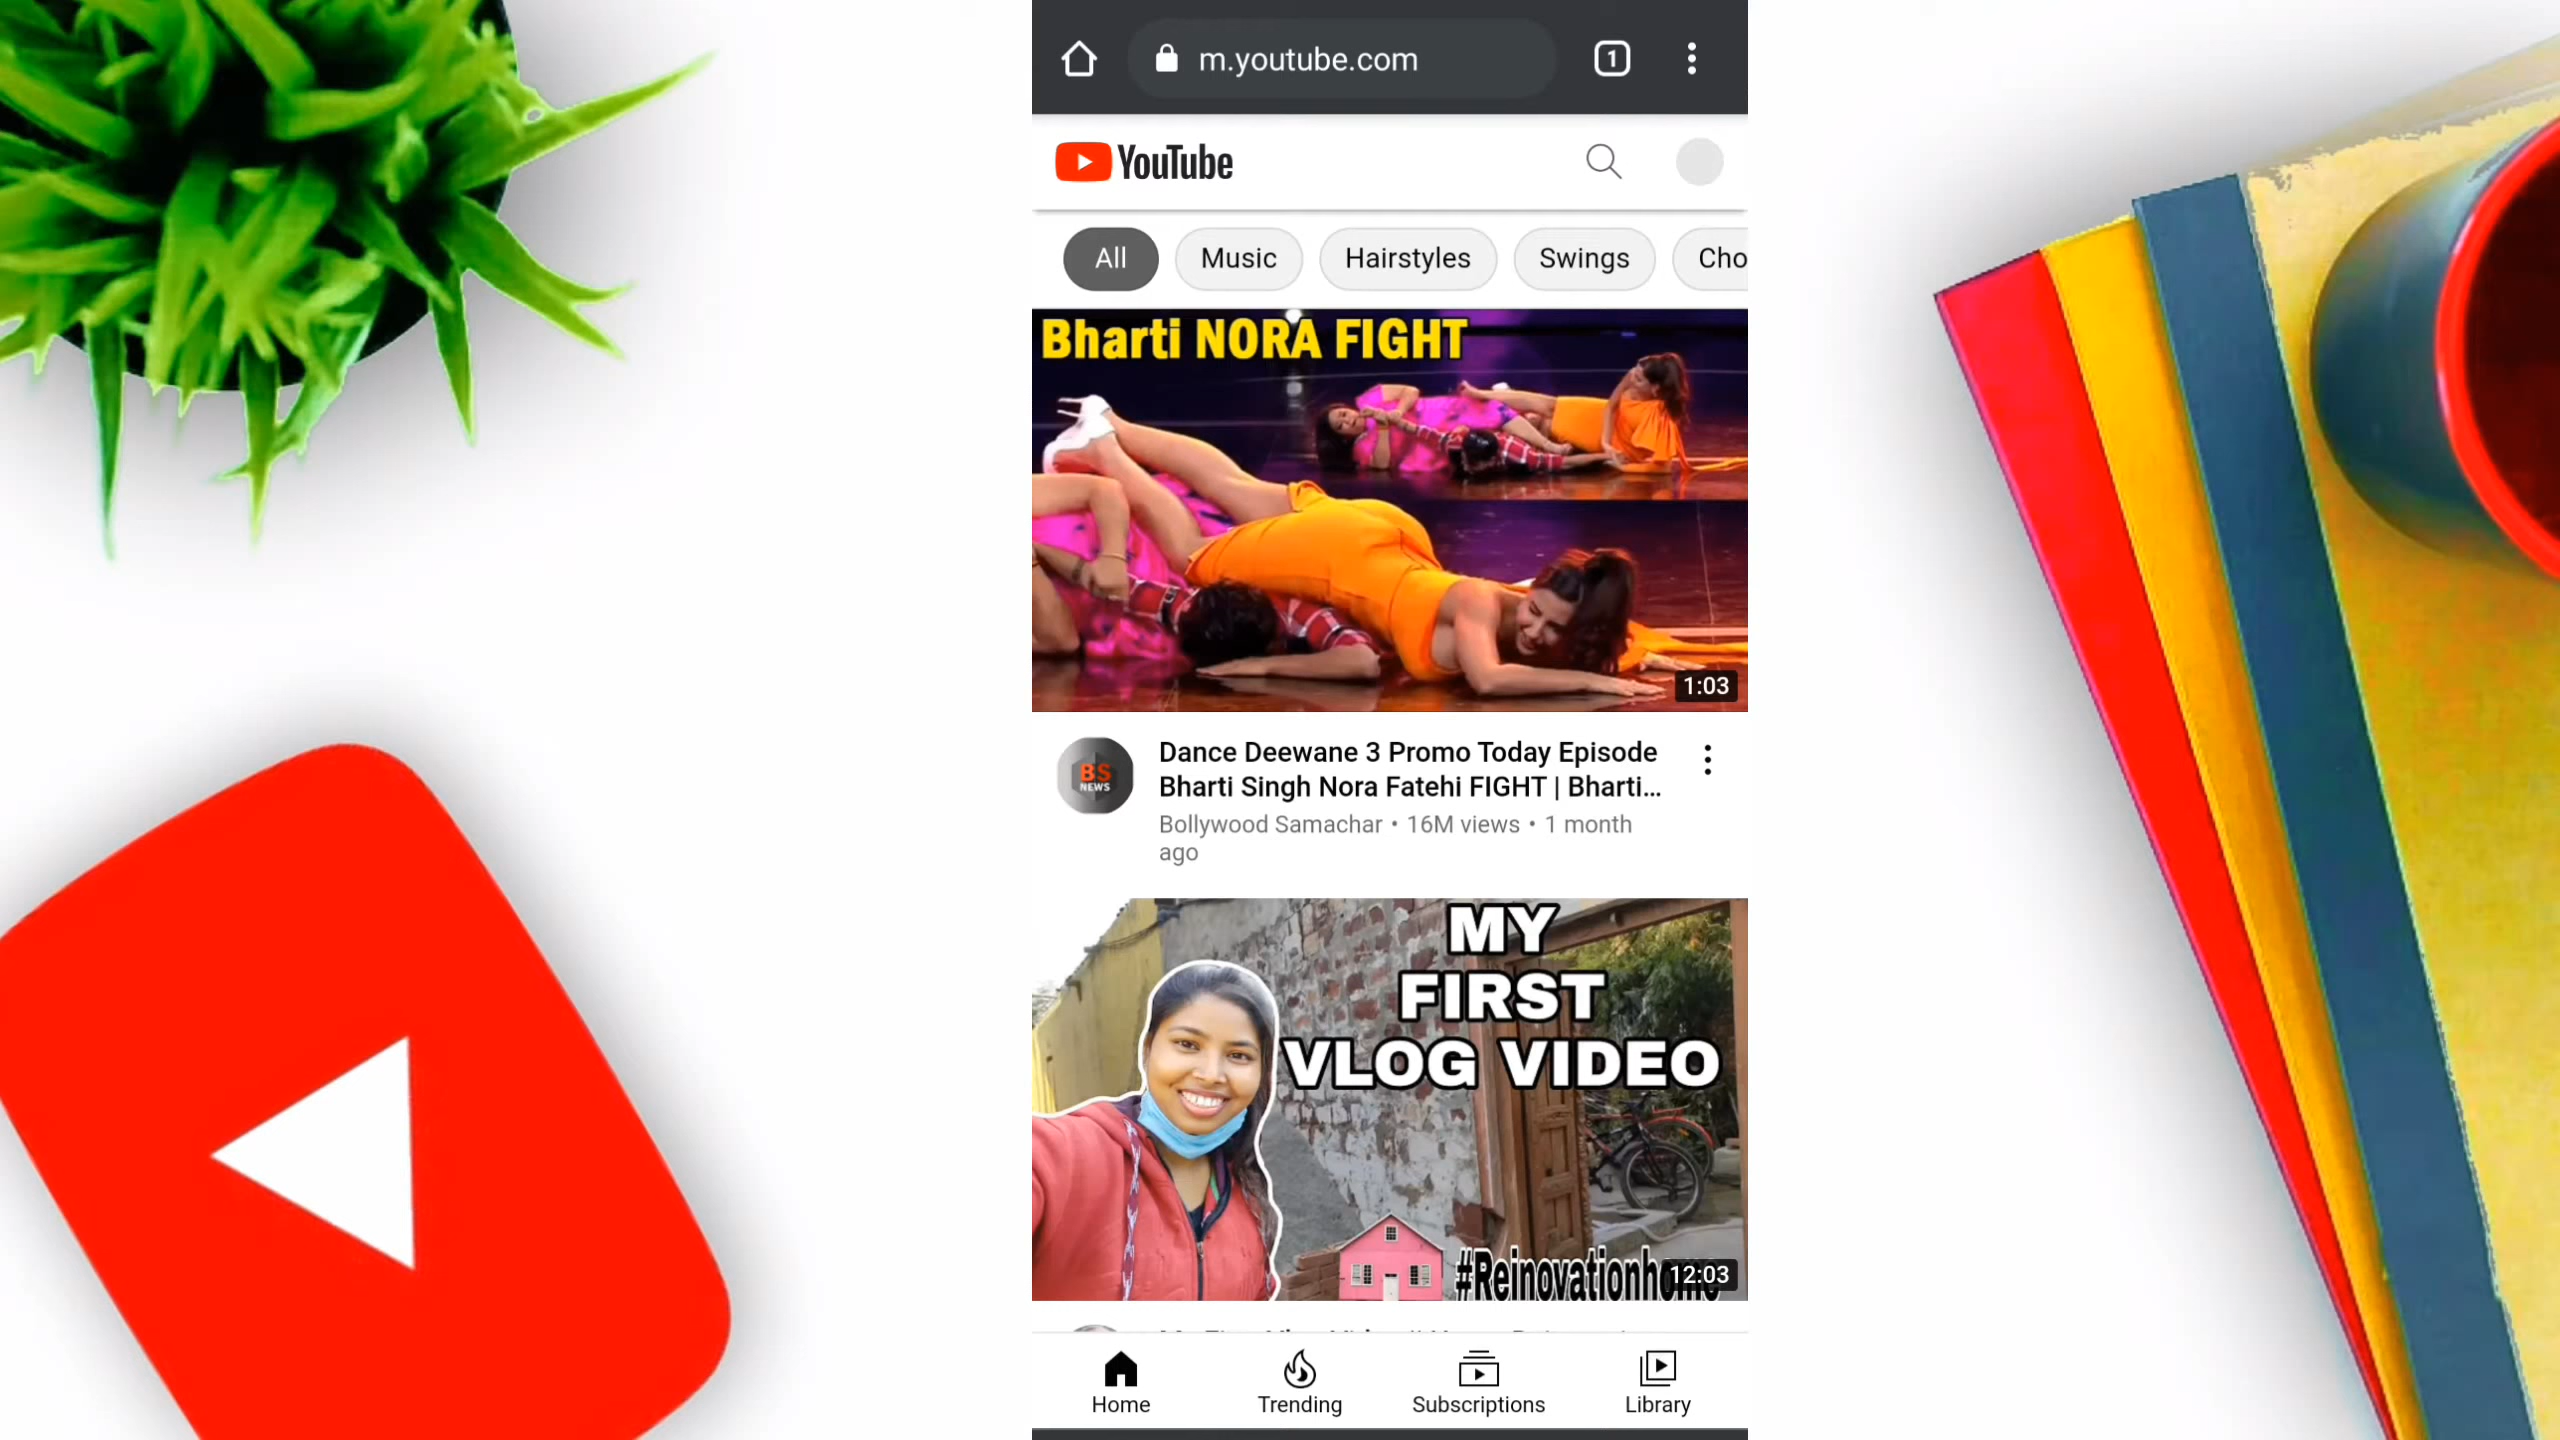 m.youtube.com
1
YouTube
All
Music
Hairstyles
Swings
Cho
Bharti NORA FIGHT
1:03
BS
NEWS
Dance Deewane 3 Promo Today Episode
Bharti Singh Nora Fatehi FIGHT | Bharti...
Bollywood Samachar • 16M views • 1 month
ago
MY
FIRST
VLOG VIDEO
#Reinovationhome
12:03
Home
Trending
Subscriptions
Library